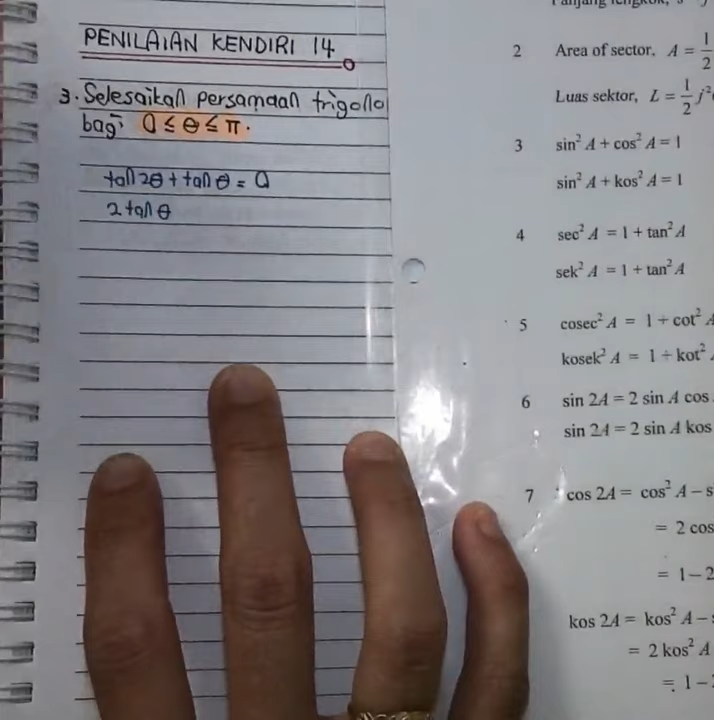 PENILAIAN KENDIRI 14
3. Selesaikan persamaan trigono
bagi 0 ≤ θ ≤ π.
tan 2θ + tan θ = 0
2 tan θ
2 Area of sector, A = 1/2
Luas sektor, L = 1/2 j²
3 sin² A + cos² A = 1
sin² A + kos² A = 1
4 sec² A = 1 + tan² A
sek² A = 1 + tan² A
5 cosec² A = 1 + cot² A
kosek² A = 1 + kot²
6 sin 2A = 2 sin A cos
sin 2A = 2 sin A kos
7 cos 2A = cos² A – s
= 2 cos
= 1 – 2
kos 2A = kos² A –
= 2 kos² A
= 1 –